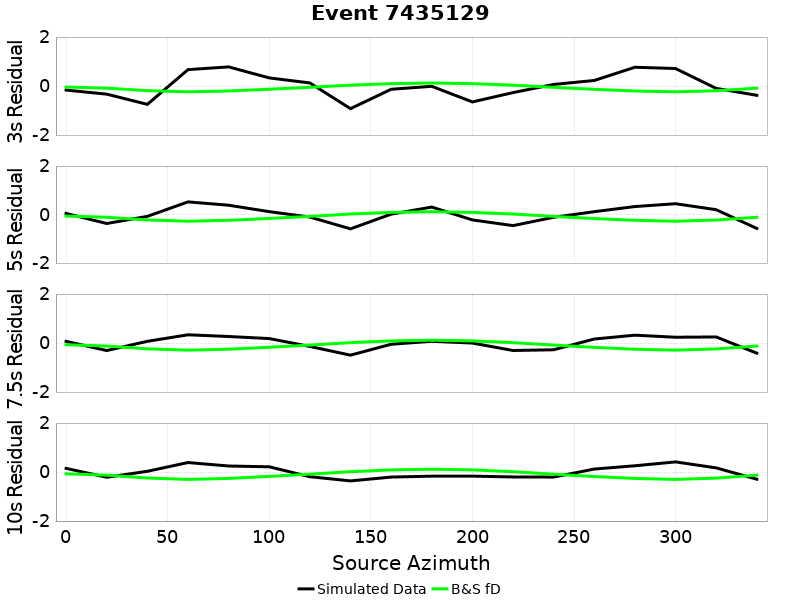 Event 7435129
3s Residual
2
0
-2
5s Residual
2
0
-2
7.5s Residual
2
0
-2
10s Residual
2
0
-2
0 50 100 150 200 250 300
Source Azimuth
Simulated Data B&S fD